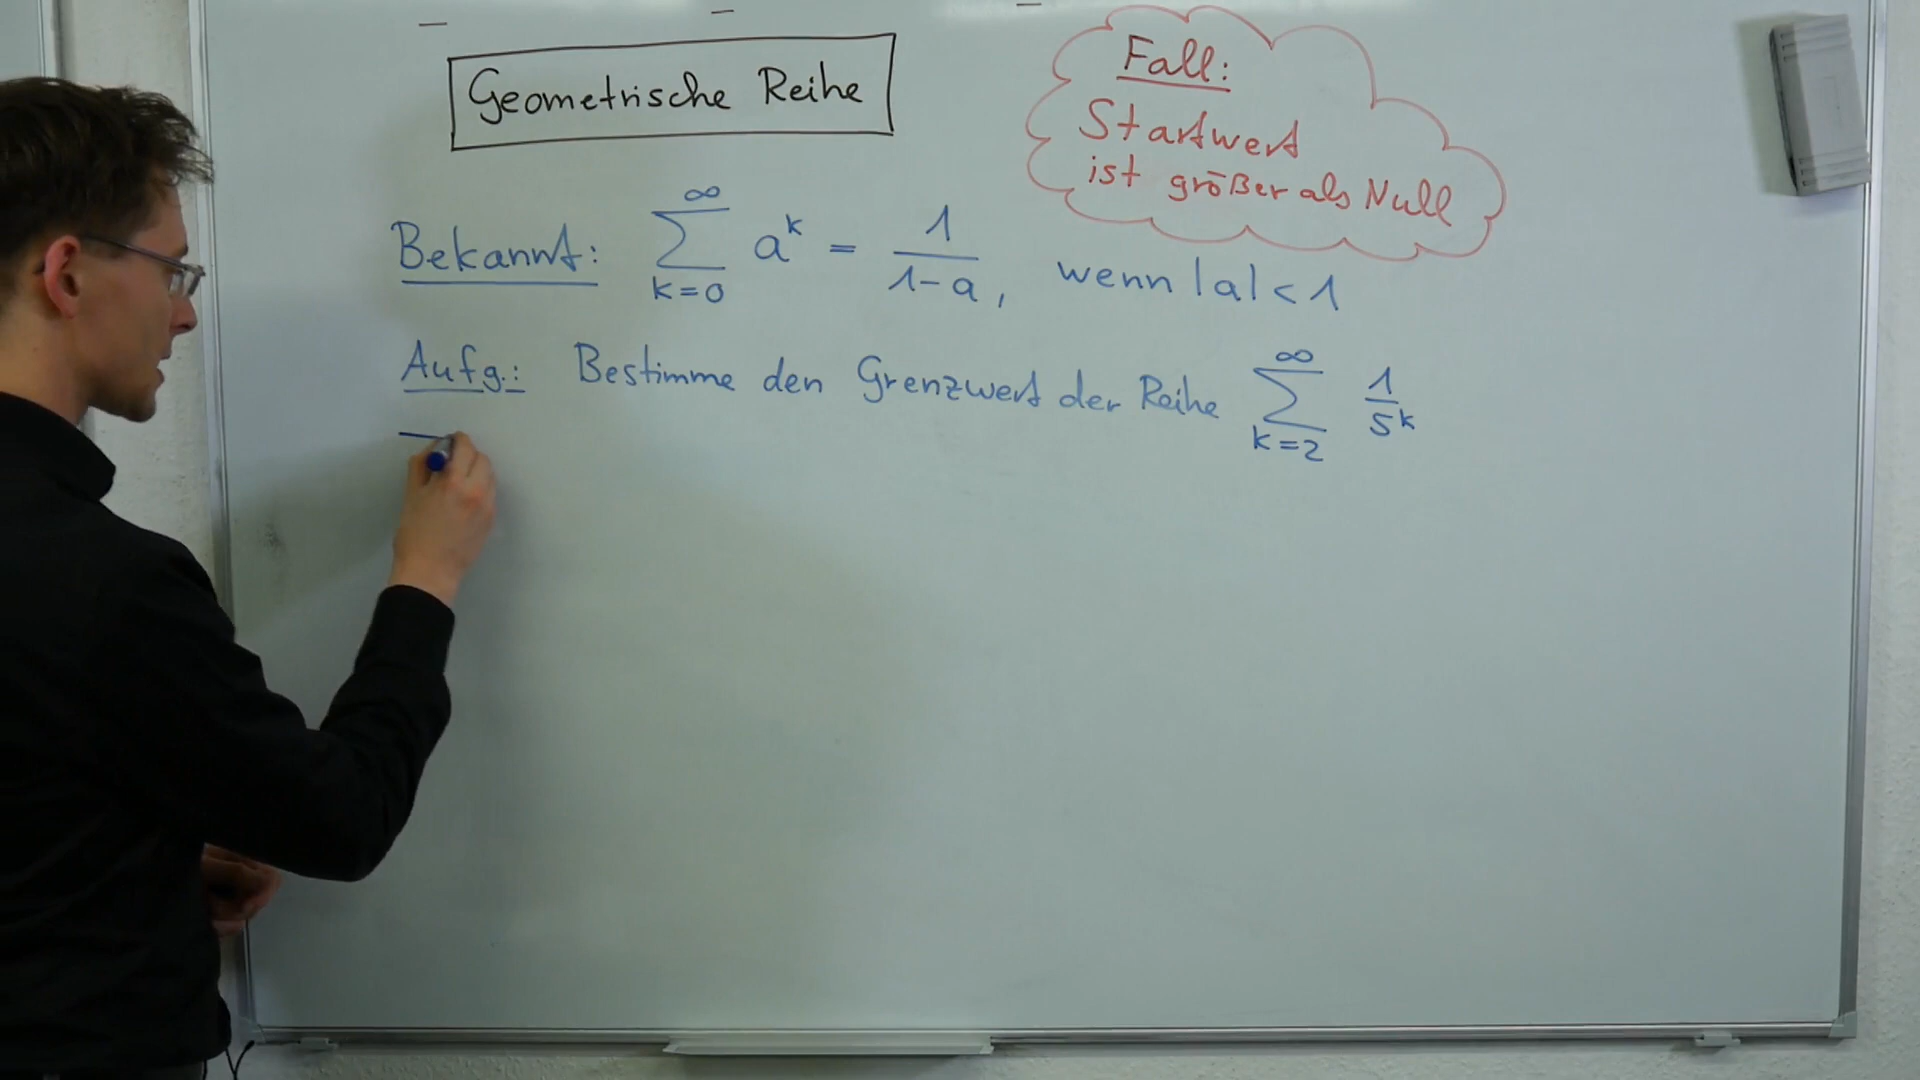 Geometrische Reihe
Fall:
Startwert
ist größer als Null
Bekannt: ∞∑k=0 a^k = 1/(1-a), wenn |a| < 1
Aufg.: Bestimme den Grenzwert der Reihe ∞∑k=2 1/5^k